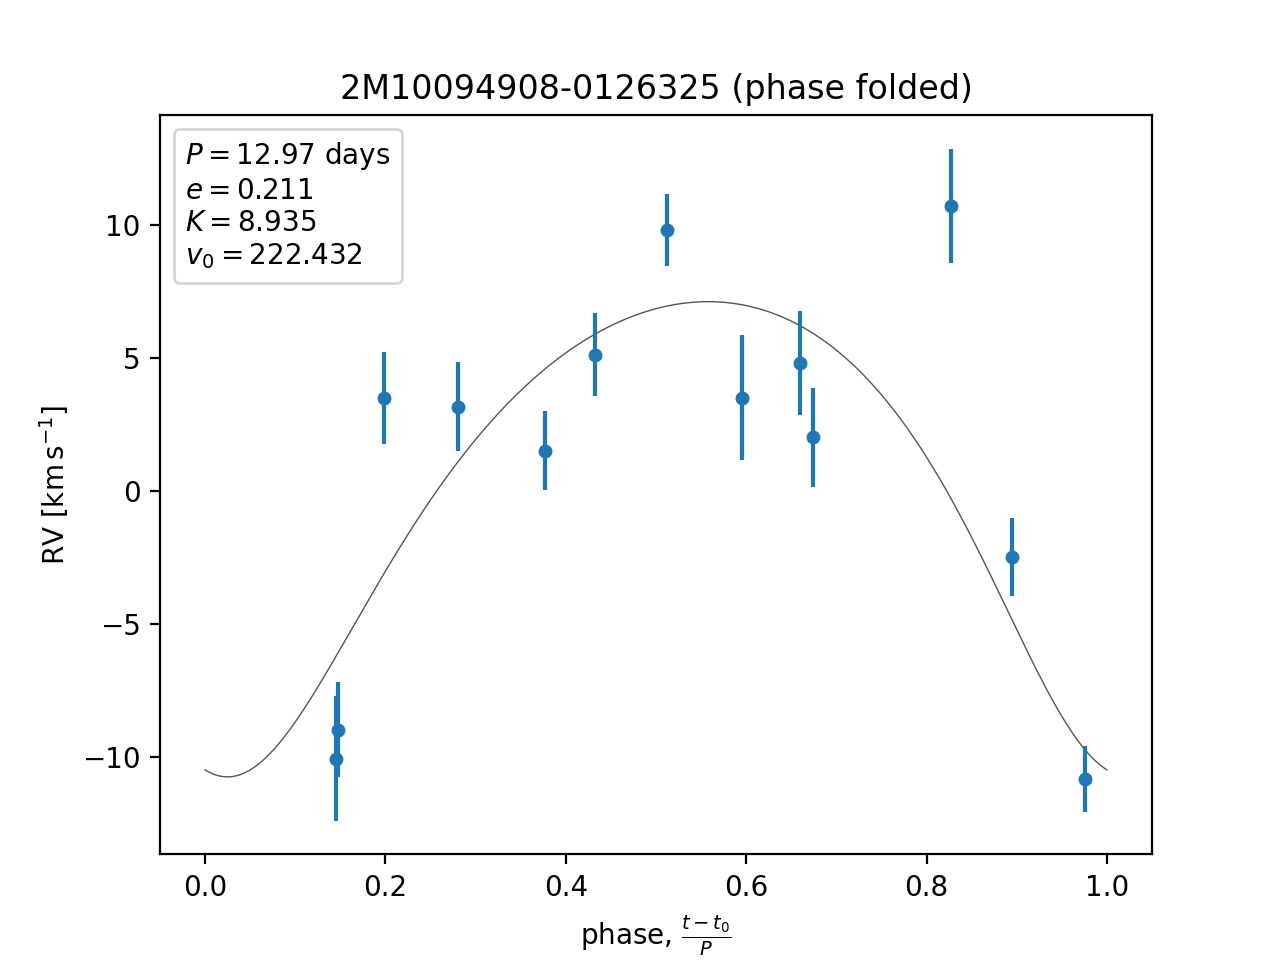 2M10094908-0126325 (phase folded)
P = 12.97 days
e = 0.211
K = 8.935
v₀ = 222.432
10
5
0
−5
−10
RV [km s⁻¹]
0.0 0.2 0.4 0.6 0.8 1.0
phase, (t − t₀)/P